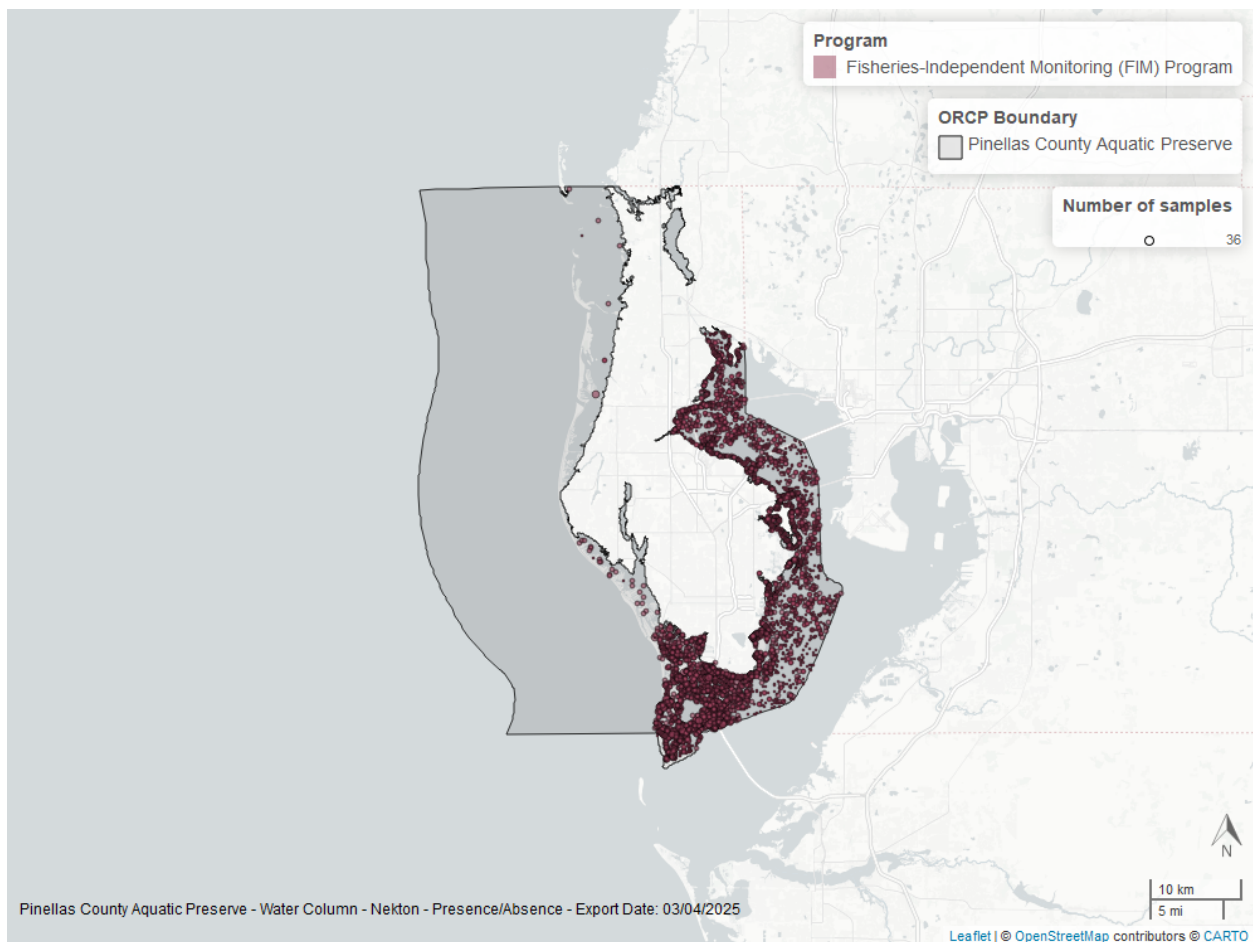 Program
Fisheries-Independent Monitoring (FIM) Program
ORCP Boundary
Pinellas County Aquatic Preserve
Number of samples
36
N
10 km
5 mi
Pinellas County Aquatic Preserve - Water Column - Nekton - Presence/Absence - Export Date: 03/04/2025
Leaflet | © OpenStreetMap contributors © CARTO